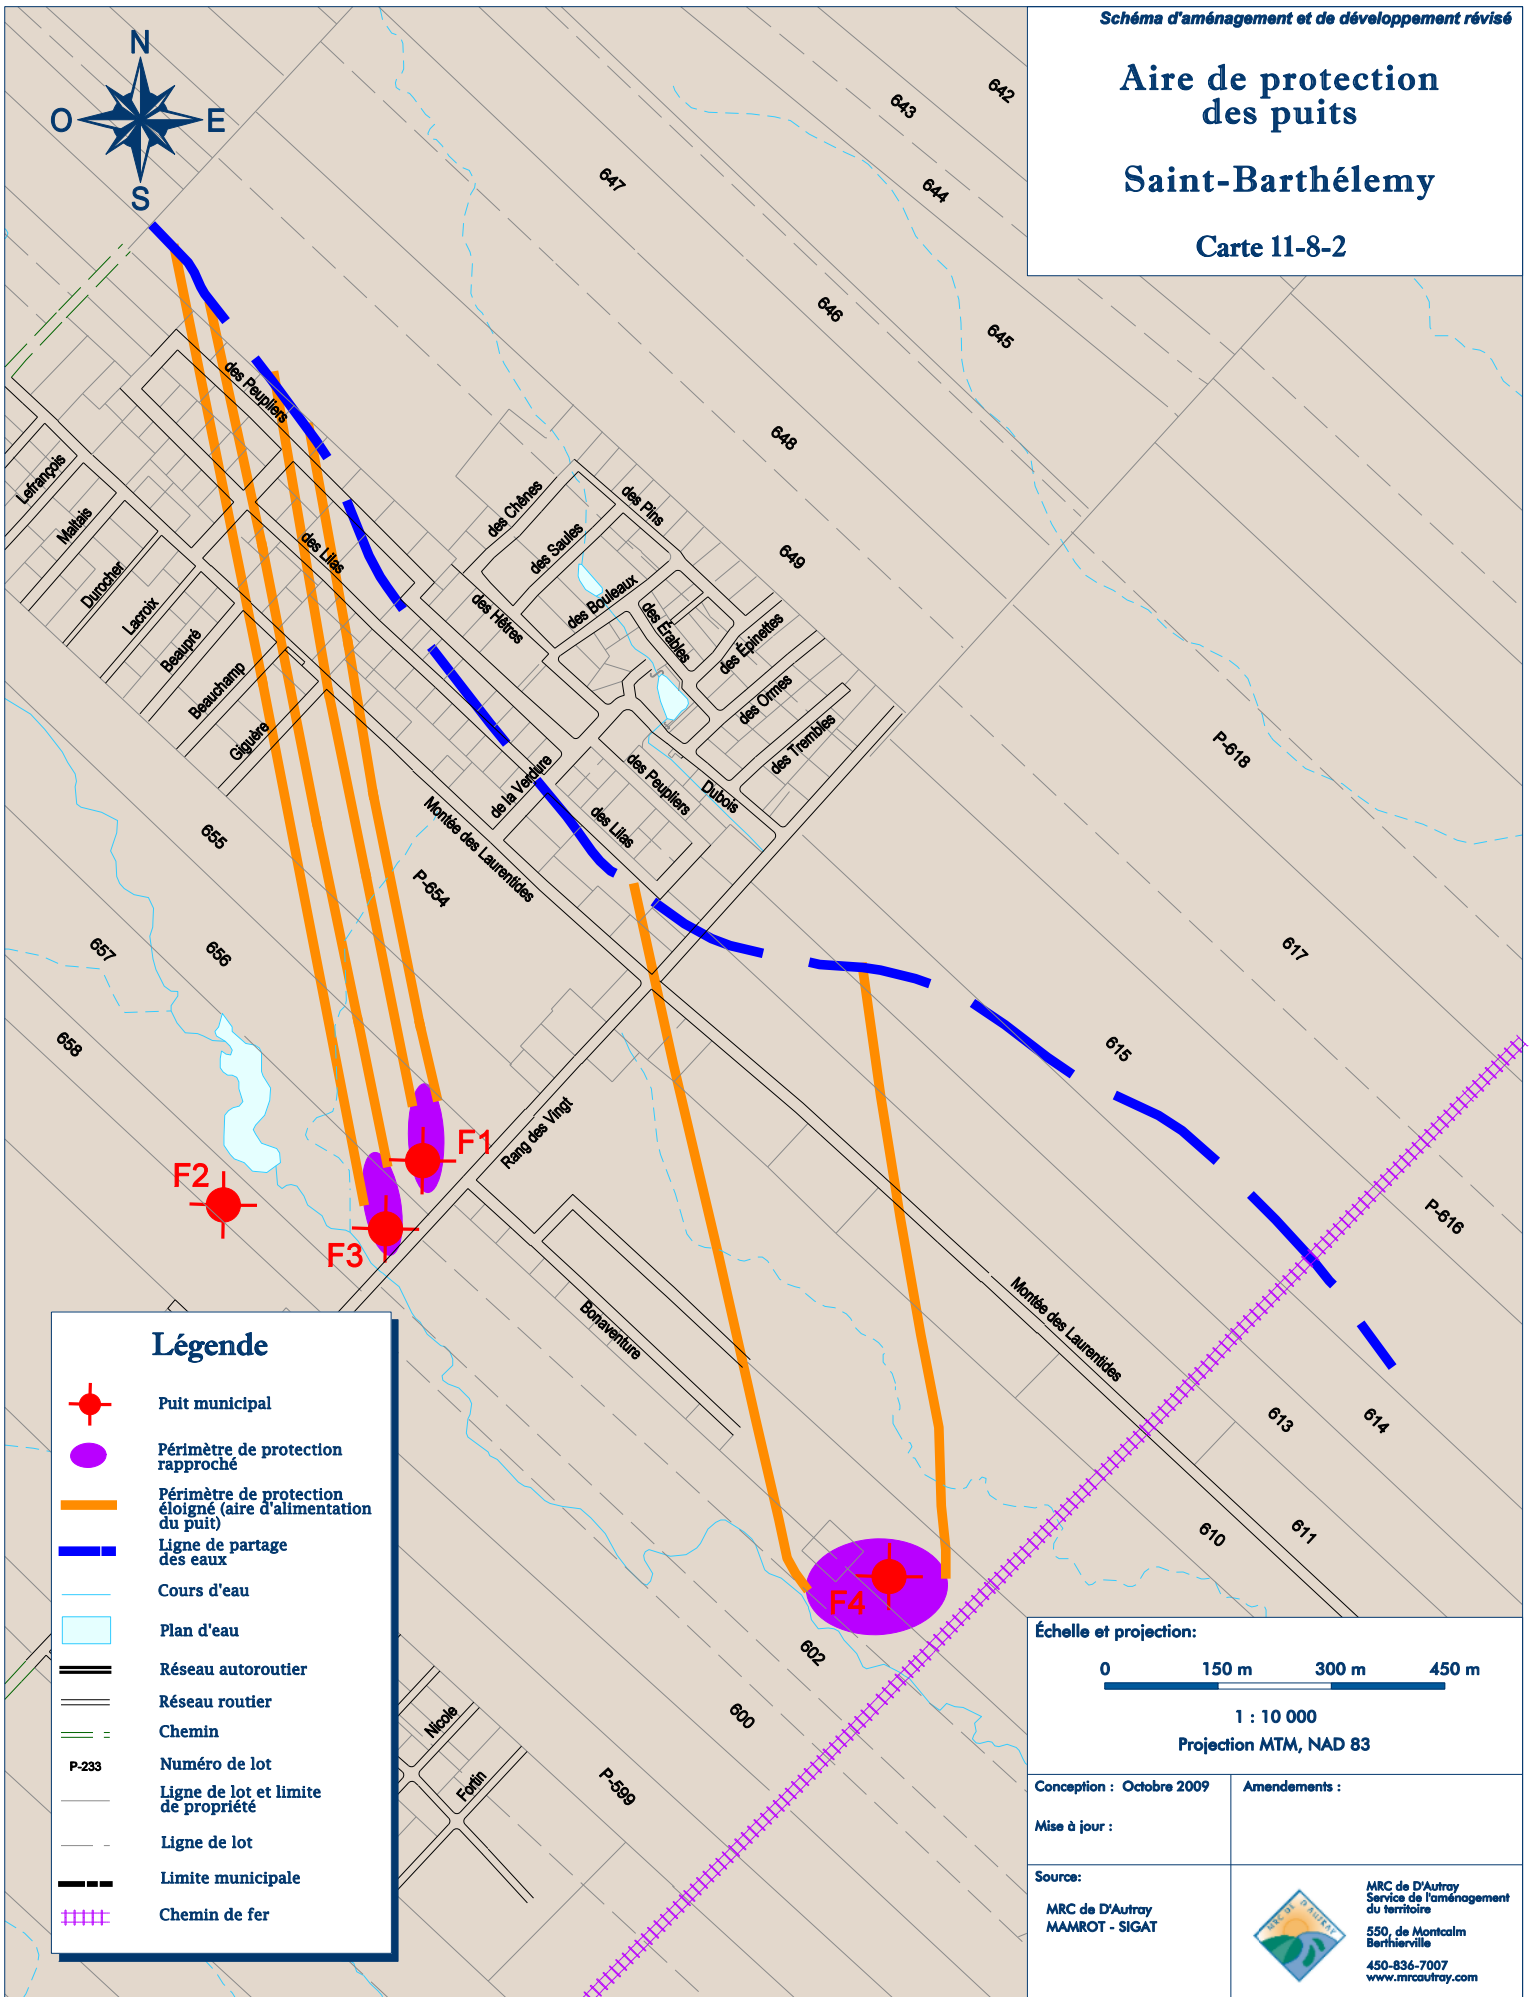 Schéma d'aménagement et de développement révisé
Aire de protection
des puits
Saint-Barthélemy
Carte 11-8-2
N
O
E
S
642
643
644
647
646
645
648
649
des Peupliers
Lefrançois
Maltais
Durocher
Lacroix
Beaupré
Beauchamp
Giguère
des Lilas
des Chênes
des Pins
des Saules
des Bouleaux
des Hêtres
des Érables
des Épinettes
des Ormes
des Trembles
de la Verdure
des Peupliers
Dubois
des Lilas
Montée des Laurentides
P-618
655
P-654
657
656
658
617
615
P-616
Rang des Vingt
F1
F2
F3
Bonaventure
Montée des Laurentides
613
614
610
611
F4
602
600
P-599
Nicole
Fortin
Légende
Puit municipal
Périmètre de protection
rapproché
Périmètre de protection
éloigné (aire d'alimentation
du puit)
Ligne de partage
des eaux
Cours d'eau
Plan d'eau
Réseau autoroutier
Réseau routier
Chemin
P-233
Numéro de lot
Ligne de lot et limite
de propriété
Ligne de lot
Limite municipale
Chemin de fer
Échelle et projection:
0 150 m 300 m 450 m
1 : 10 000
Projection MTM, NAD 83
Conception : Octobre 2009
Mise à jour :
Amendements :
Source:
MRC de D'Autray
MAMROT - SIGAT
MRC DE D'AUTRAY
MRC de D'Autray
Service de l'aménagement
du territoire
550, de Montcalm
Berthierville
450-836-7007
www.mrcautray.com